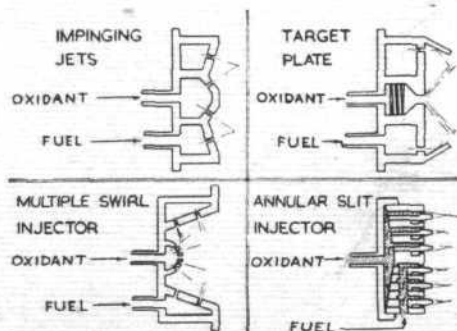 IMPINGING
JETS
OXIDANT
FUEL
TARGET
PLATE
OXIDANT
FUEL
MULTIPLE SWIRL
INJECTOR
OXIDANT
FUEL
ANNULAR SLIT
INJECTOR
OXIDANT
FUEL